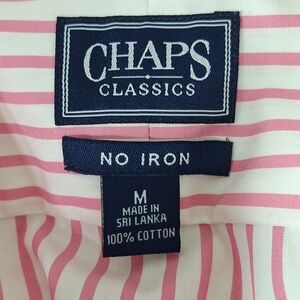 CHAPS
CLASSICS
NO IRON
M
MADE IN
SRI LANKA
100% COTTON